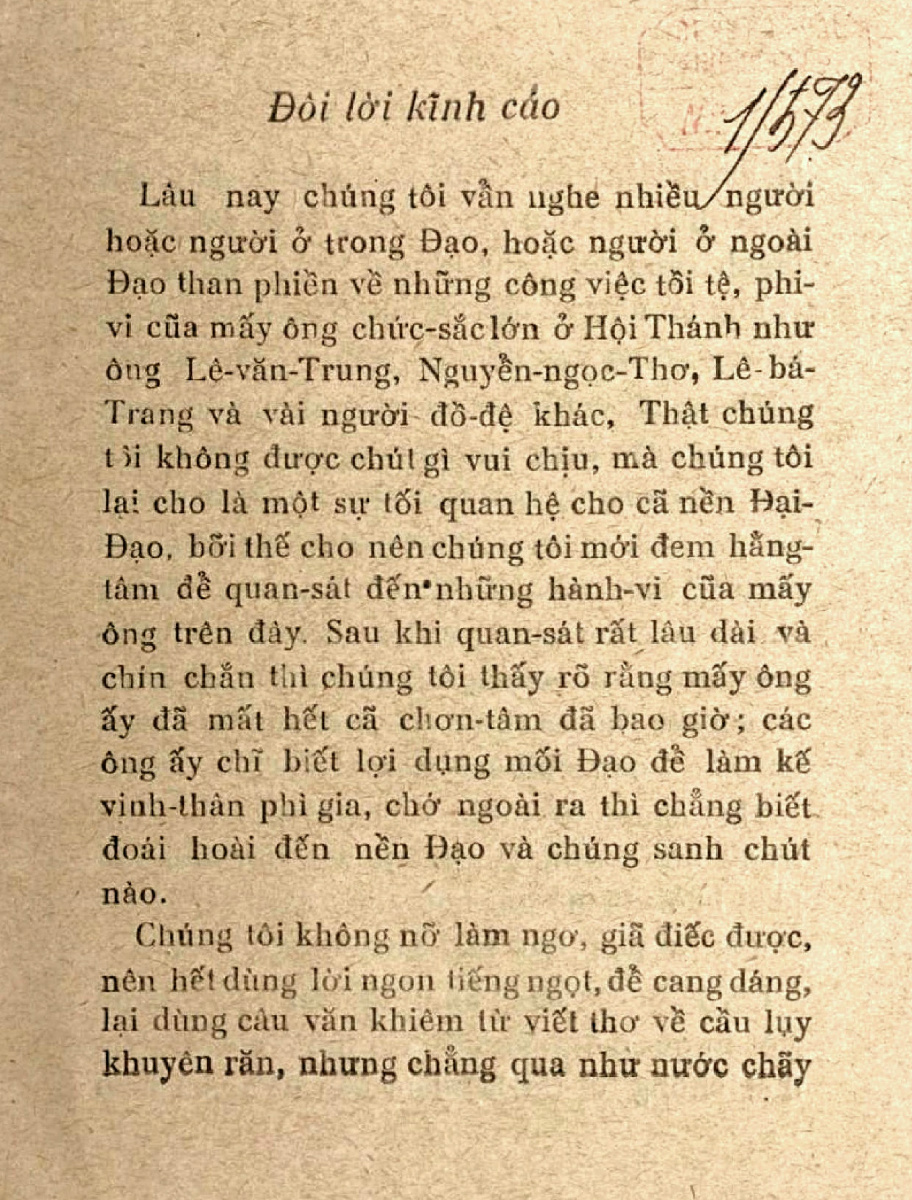 Đôi lời kĩnh cáo
1/573
Lâu nay chúng tôi vẫn nghe nhiều người
hoặc người ở trong Đạo, hoặc người ở ngoài
Đạo than phiền về những công việc tồi tệ, phi-
vi cũa mấy ông chức-sắc lớn ở Hội Thánh như
ông Lê-văn-Trung, Nguyễn-ngọc-Thơ, Lê-bá-
Trang và vài người đồ-đệ khác, Thật chúng
tôi không được chút gì vui chịu, mà chúng tôi
lại cho là một sự tối quan hệ cho cã nền Đại-
Đạo, bỡi thế cho nên chúng tôi mới đem hằng-
tâm để quan-sát đến những hành-vi cũa mấy
ông trên đây. Sau khi quan-sát rất lâu dài và
chín chắn thì chúng tôi thấy rõ rằng mấy ông
ấy đã mất hết cã chơn-tâm đã bao giờ; các
ông ấy chĩ biết lợi dụng mối Đạo để làm kế
vinh-thân phì gia, chớ ngoài ra thì chẳng biết
đoái hoài đến nền Đạo và chúng sanh chút
nào.
Chúng tôi không nỡ làm ngơ, giã điếc được,
nên hết dùng lời ngon tiếng ngọt, để cang dáng,
lại dùng câu văn khiêm từ viết thơ về cầu lụy
khuyên răn, nhưng chẳng qua như nước chãy